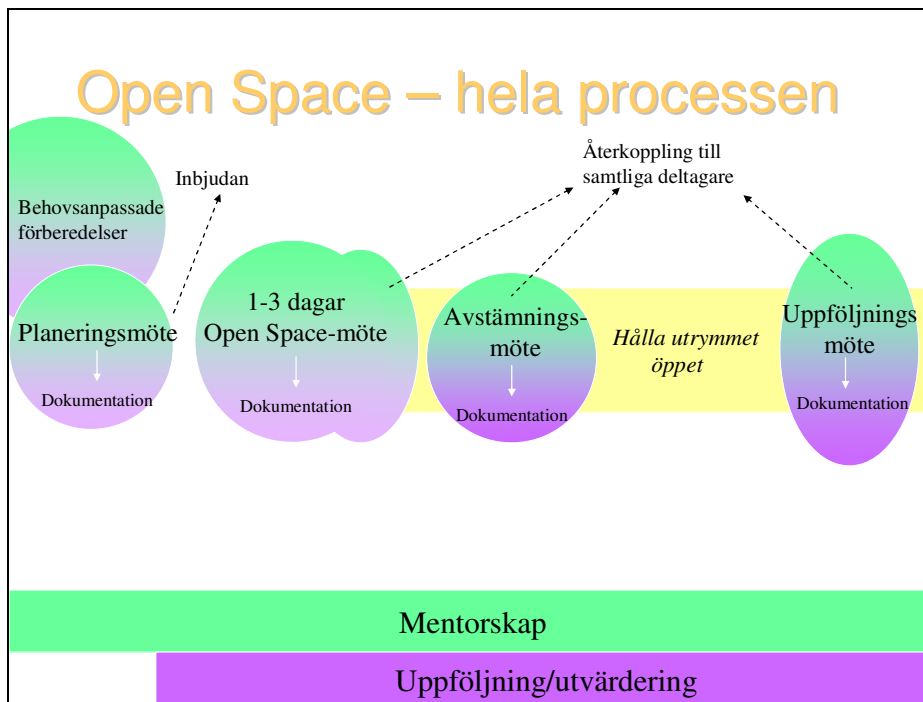 Open Space – hela processen
Behovsanpassade
förberedelser
Inbjudan
Återkoppling till
samtliga deltagare
Planeringsmöte
Dokumentation
1-3 dagar
Open Space-möte
Dokumentation
Avstämnings-
möte
Dokumentation
Hålla utrymmet
öppet
Uppföljnings
möte
Dokumentation
Mentorskap
Uppföljning/utvärdering